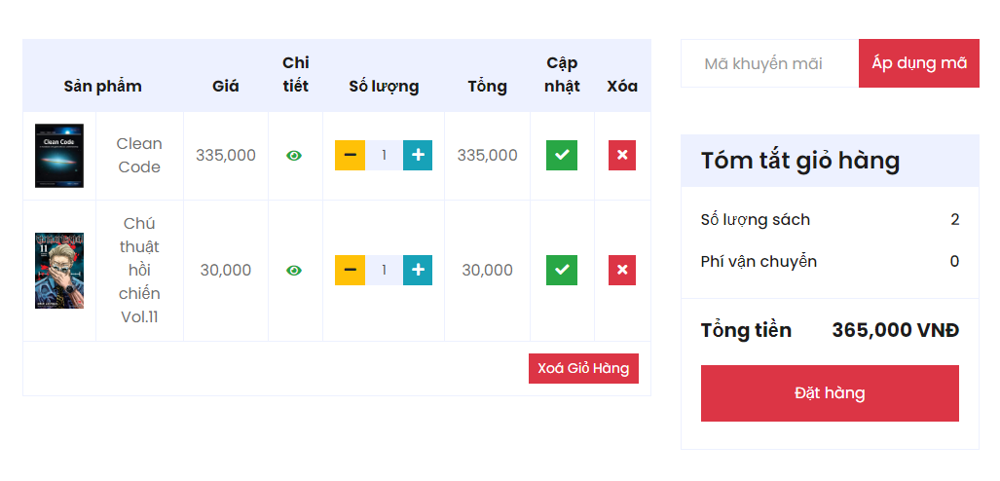 Sản phẩm
Giá
Chi
tiết
Số lượng
Tổng
Cập
nhật
Xóa
Clean Code
Clean
Code
335,000
1
335,000
11
Chú
thuật
hồi
chiến
Vol.11
30,000
1
30,000
Xoá Giỏ Hàng
Mã khuyến mãi
Áp dụng mã
Tóm tắt giỏ hàng
Số lượng sách 2
Phí vận chuyển 0
Tổng tiền 365,000 VNĐ
Đặt hàng